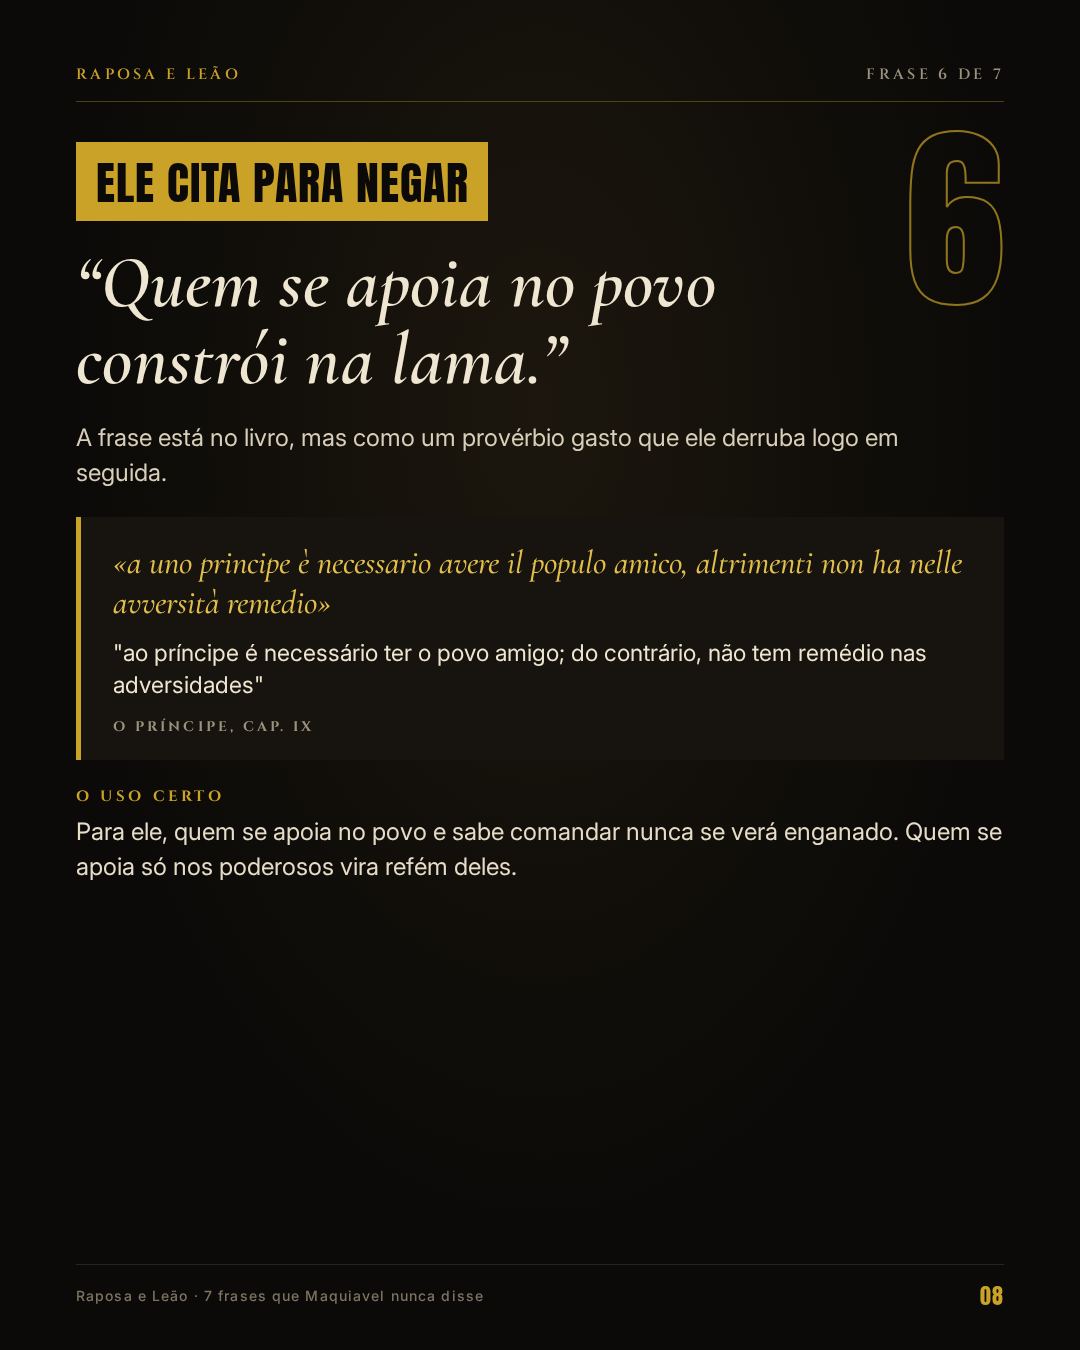 RAPOSA E LEÃO
FRASE 6 DE 7
ELE CITA PARA NEGAR
6
“Quem se apoia no povo
constrói na lama.”
A frase está no livro, mas como um provérbio gasto que ele derruba logo em
seguida.
«a uno principe è necessario avere il populo amico, altrimenti non ha nelle
avversità remedio»
"ao príncipe é necessário ter o povo amigo; do contrário, não tem remédio nas
adversidades"
O PRÍNCIPE, CAP. IX
O USO CERTO
Para ele, quem se apoia no povo e sabe comandar nunca se verá enganado. Quem se
apoia só nos poderosos vira refém deles.
Raposa e Leão · 7 frases que Maquiavel nunca disse
08